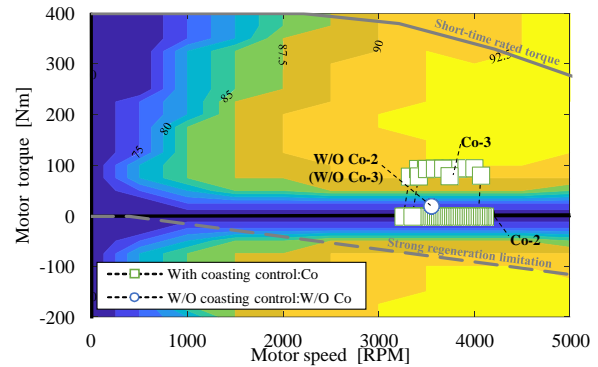 400
300
200
100
0
-100
-200
Motor torque [Nm]
Short-time rated torque
75
80
85
87.5
90
W/O Co-2
(W/O Co-3)
Co-3
Co-2
Strong regeneration limitation
With coasting control:Co
W/O coasting control:W/O Co
0
1000
2000
3000
4000
5000
Motor speed [RPM]